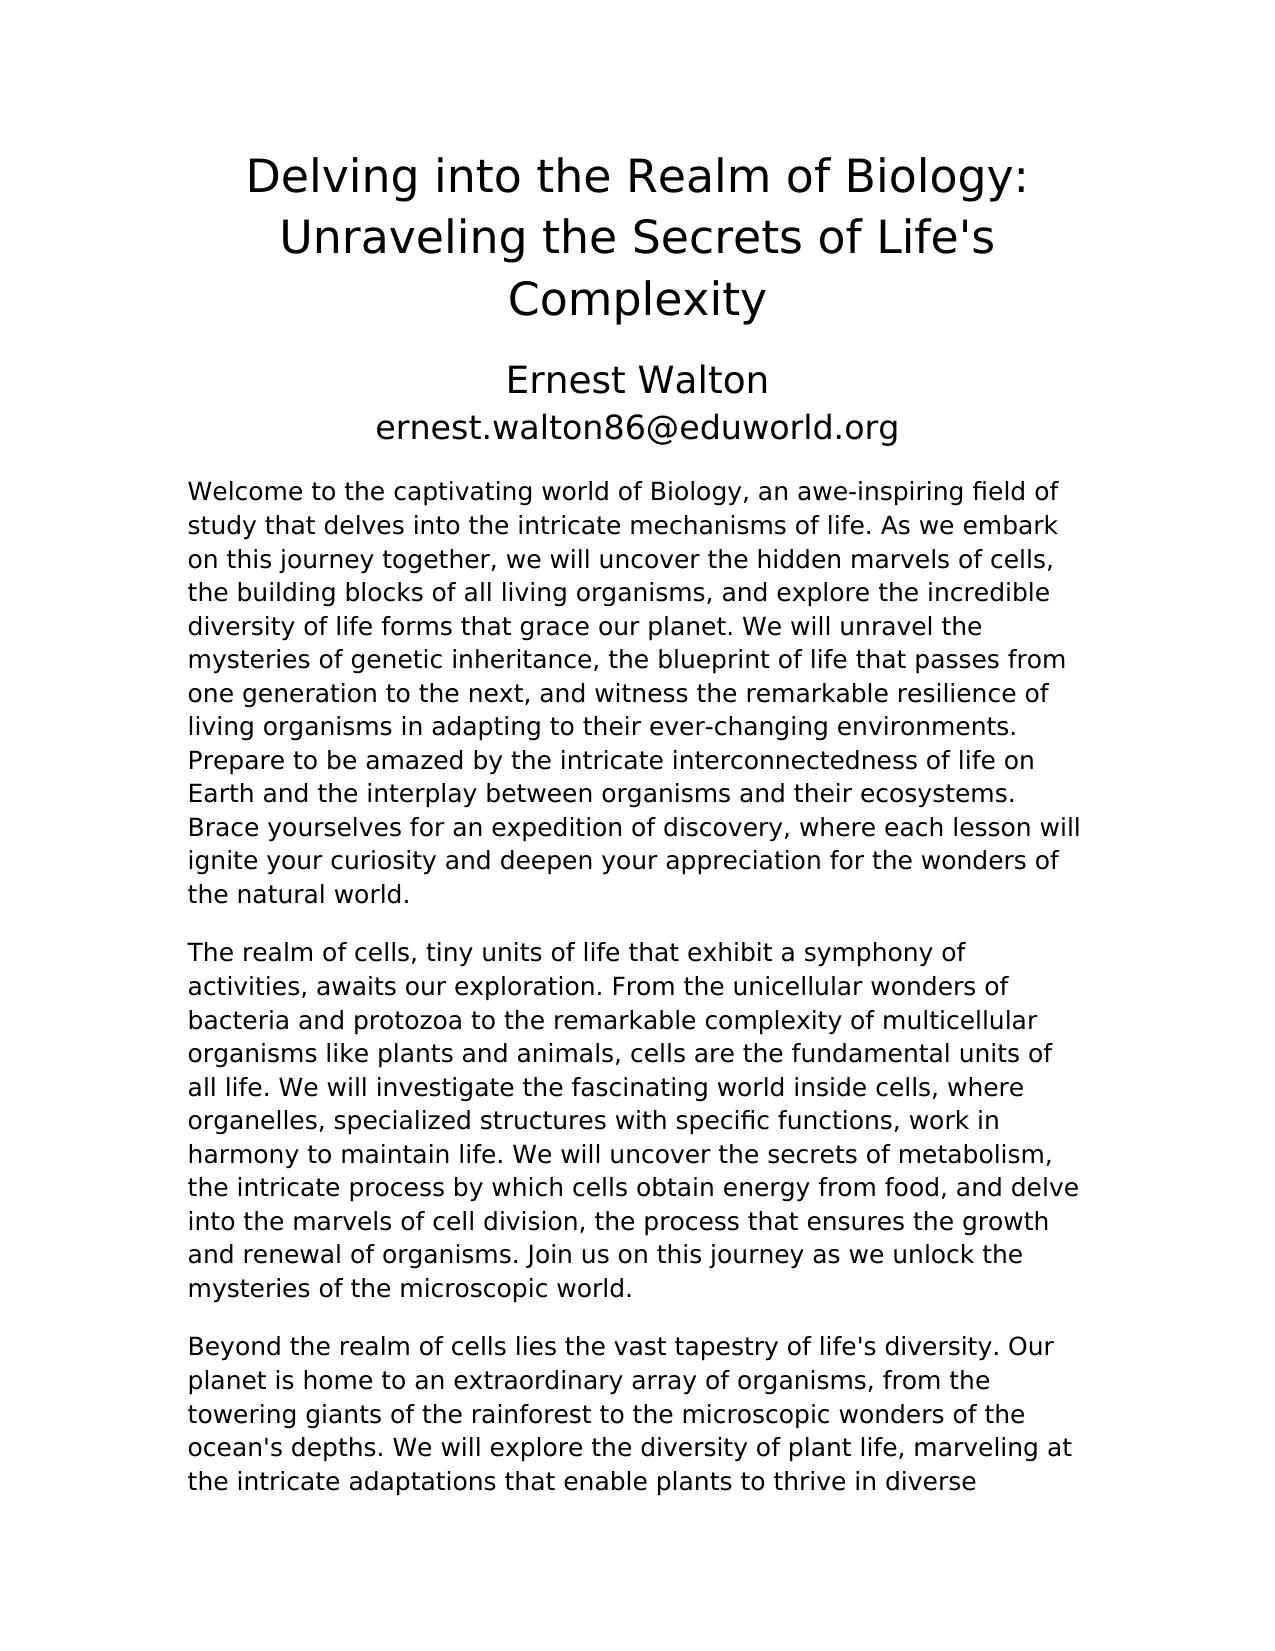 Delving into the Realm of Biology:
Unraveling the Secrets of Life's
Complexity
Ernest Walton
ernest.walton86@eduworld.org
Welcome to the captivating world of Biology, an awe-inspiring field of
study that delves into the intricate mechanisms of life. As we embark
on this journey together, we will uncover the hidden marvels of cells,
the building blocks of all living organisms, and explore the incredible
diversity of life forms that grace our planet. We will unravel the
mysteries of genetic inheritance, the blueprint of life that passes from
one generation to the next, and witness the remarkable resilience of
living organisms in adapting to their ever-changing environments.
Prepare to be amazed by the intricate interconnectedness of life on
Earth and the interplay between organisms and their ecosystems.
Brace yourselves for an expedition of discovery, where each lesson will
ignite your curiosity and deepen your appreciation for the wonders of
the natural world.
The realm of cells, tiny units of life that exhibit a symphony of
activities, awaits our exploration. From the unicellular wonders of
bacteria and protozoa to the remarkable complexity of multicellular
organisms like plants and animals, cells are the fundamental units of
all life. We will investigate the fascinating world inside cells, where
organelles, specialized structures with specific functions, work in
harmony to maintain life. We will uncover the secrets of metabolism,
the intricate process by which cells obtain energy from food, and delve
into the marvels of cell division, the process that ensures the growth
and renewal of organisms. Join us on this journey as we unlock the
mysteries of the microscopic world.
Beyond the realm of cells lies the vast tapestry of life's diversity. Our
planet is home to an extraordinary array of organisms, from the
towering giants of the rainforest to the microscopic wonders of the
ocean's depths. We will explore the diversity of plant life, marveling at
the intricate adaptations that enable plants to thrive in diverse